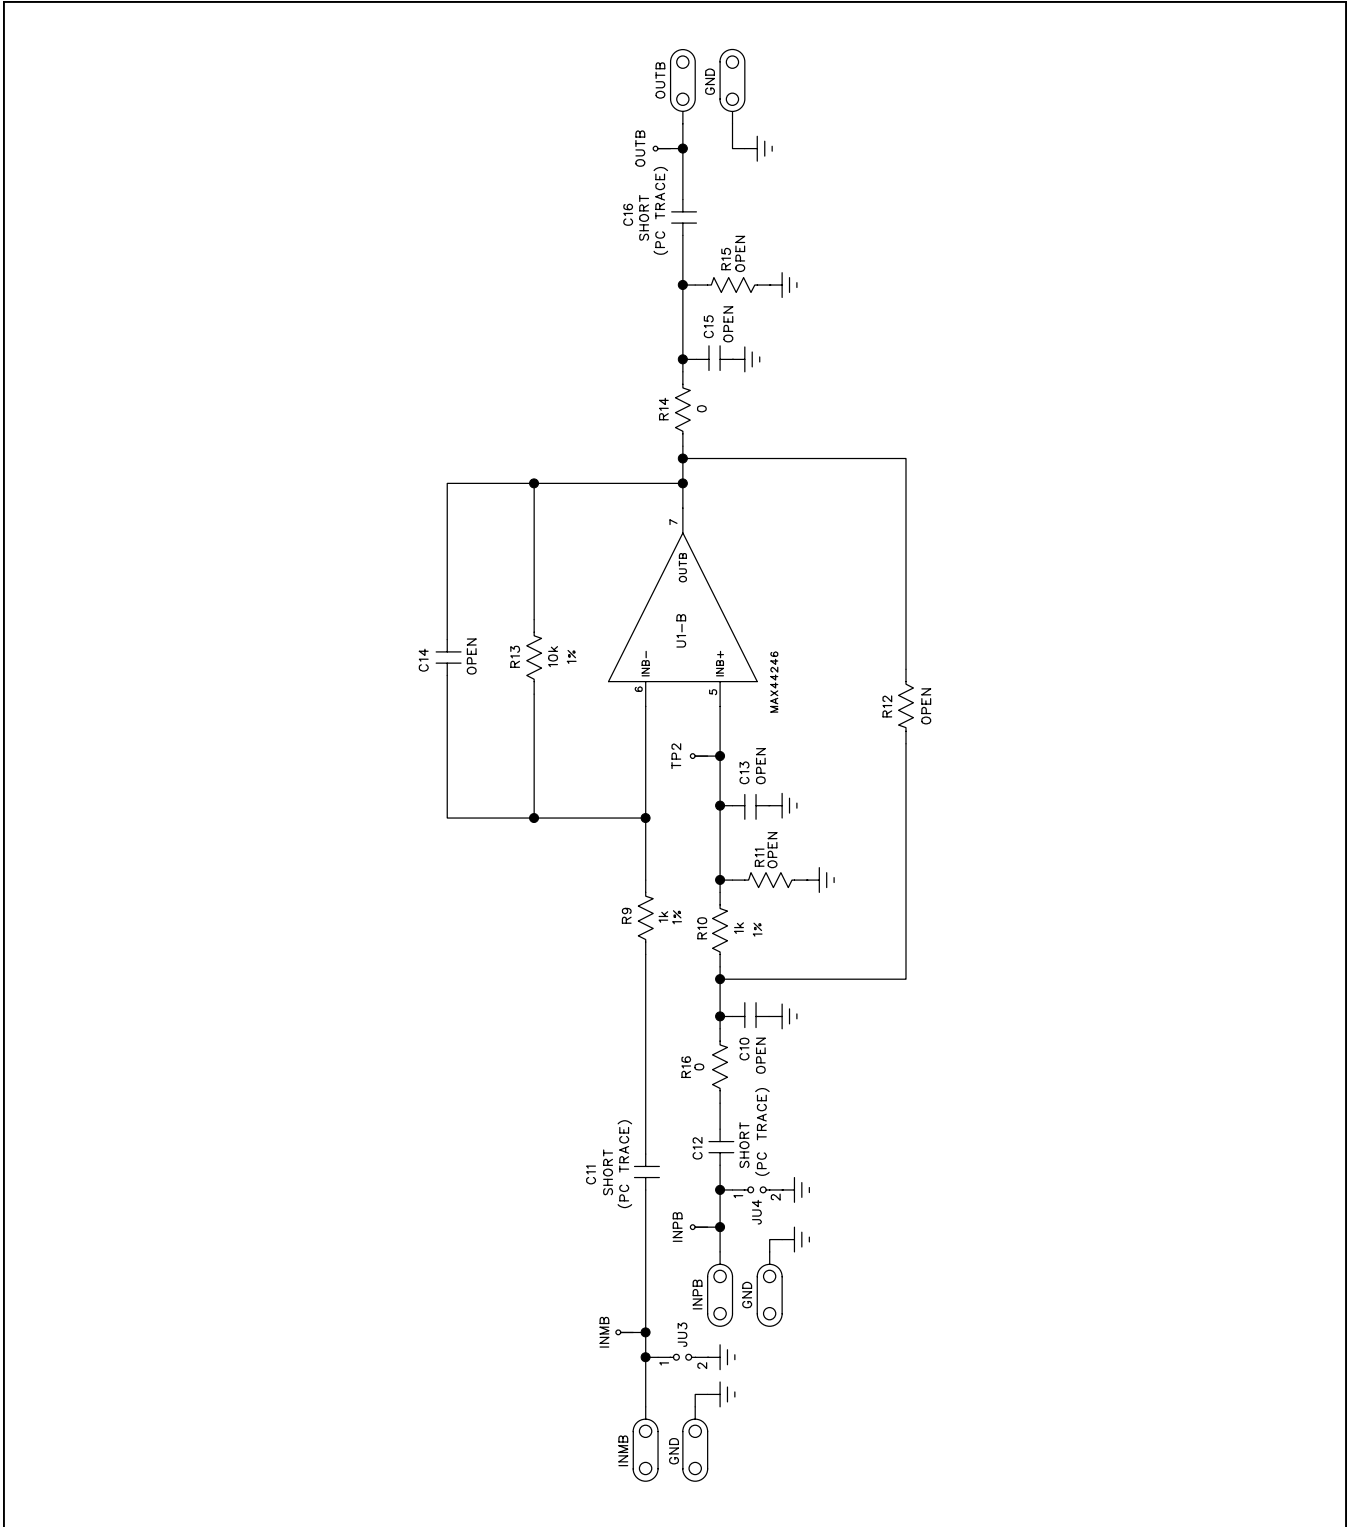 OUTB
GND
OUTB
C16
SHORT
(PC TRACE)
R15
OPEN
C15
OPEN
R14
0
7
OUTB
U1-B
INB-
INB+
6
5
MAX44246
C14
OPEN
R13
10k
1%
R12
OPEN
TP2
C13
OPEN
R11
OPEN
R9
1k
1%
R10
1k
1%
C10
OPEN
R16
0
C11
SHORT
(PC TRACE)
C12
SHORT
(PC TRACE)
1
2
JU4
INPB
INPB
GND
INMB
1
2
JU3
INMB
GND